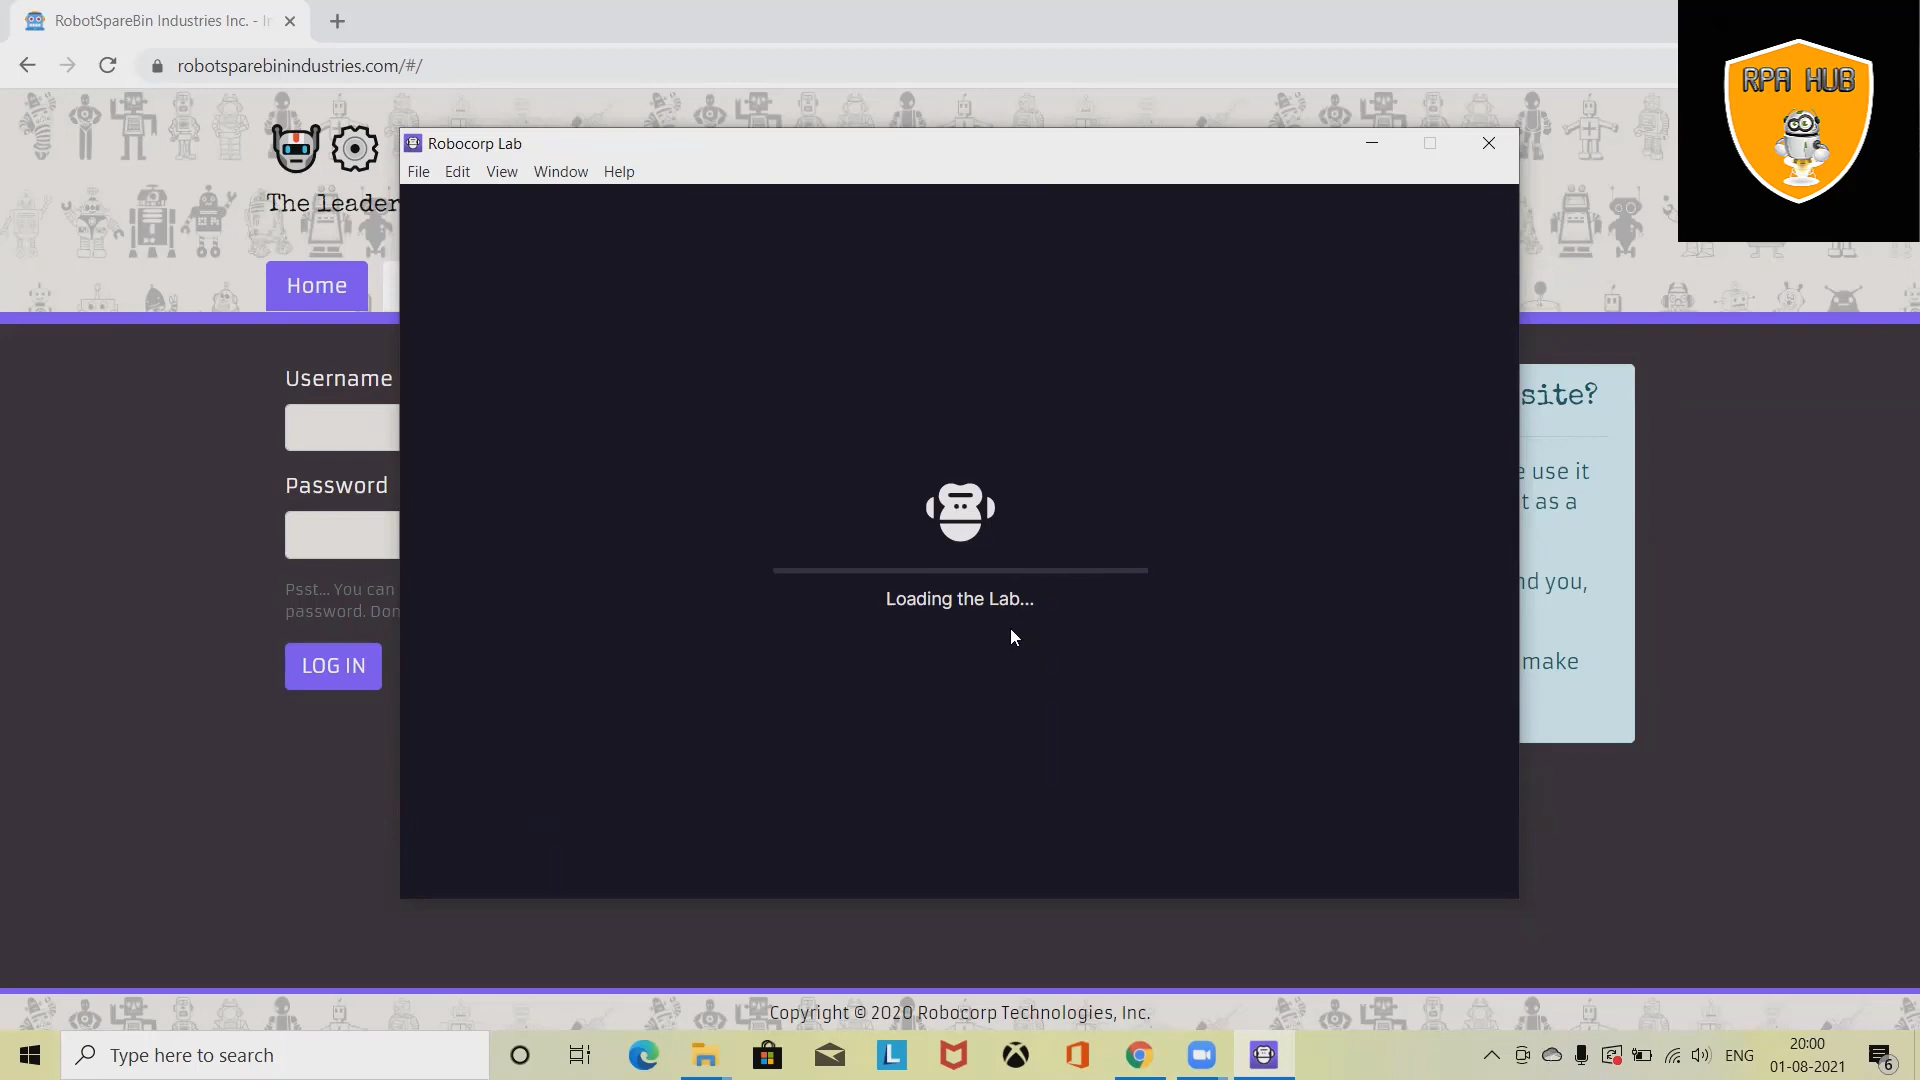 RobotSpareBin Industries Inc. - In
robotsparebinindustries.com/#/
RPA HUB
Robocorp Lab
File Edit View Window Help
The leader
Home
Username
Password
Psst... You can
password. Don
LOG IN
Loading the Lab...
site?
e use it
t as a
nd you,
make
Copyright © 2020 Robocorp Technologies, Inc.
Type here to search
L
ENG
20:00
01-08-2021
6